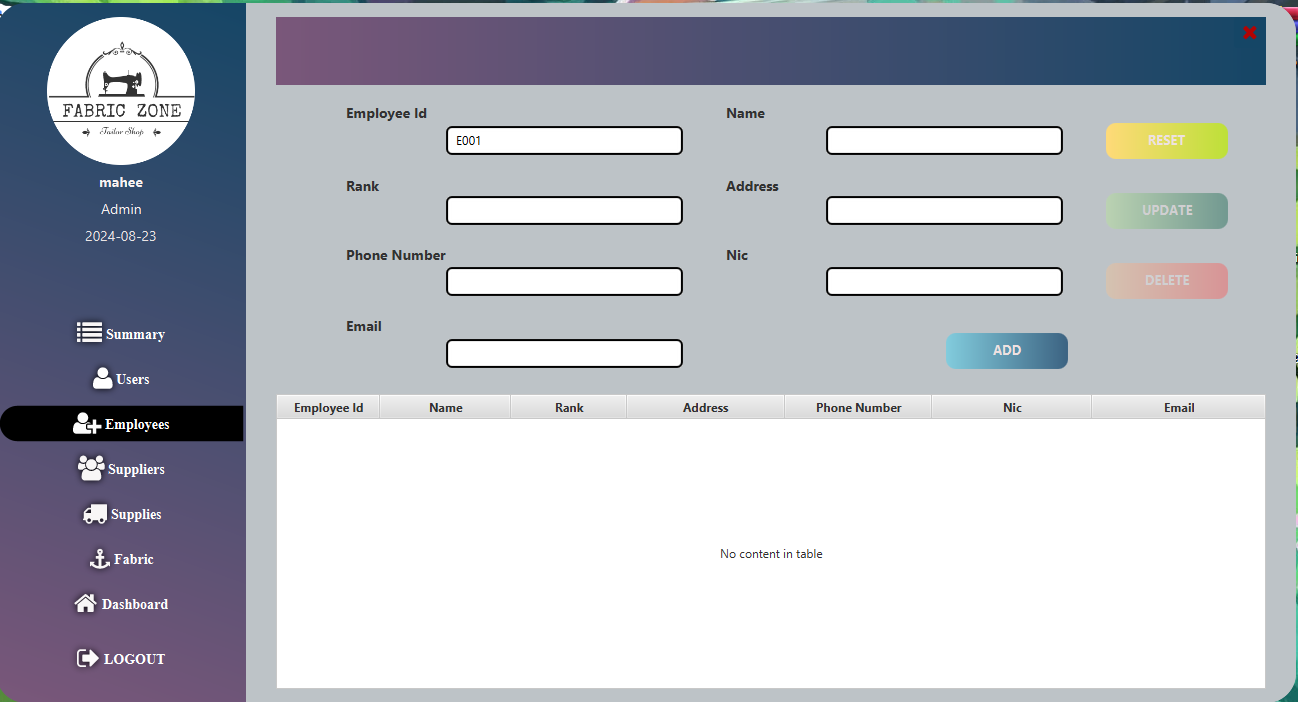 FABRIC ZONE
Tailor Shop
mahee
Admin
2024-08-23
Summary
Users
Employees
Suppliers
Supplies
Fabric
Dashboard
LOGOUT
Employee Id
E001
Name
RESET
Rank
Address
UPDATE
Phone Number
Nic
DELETE
Email
ADD
Employee Id Name Rank Address Phone Number Nic Email
No content in table